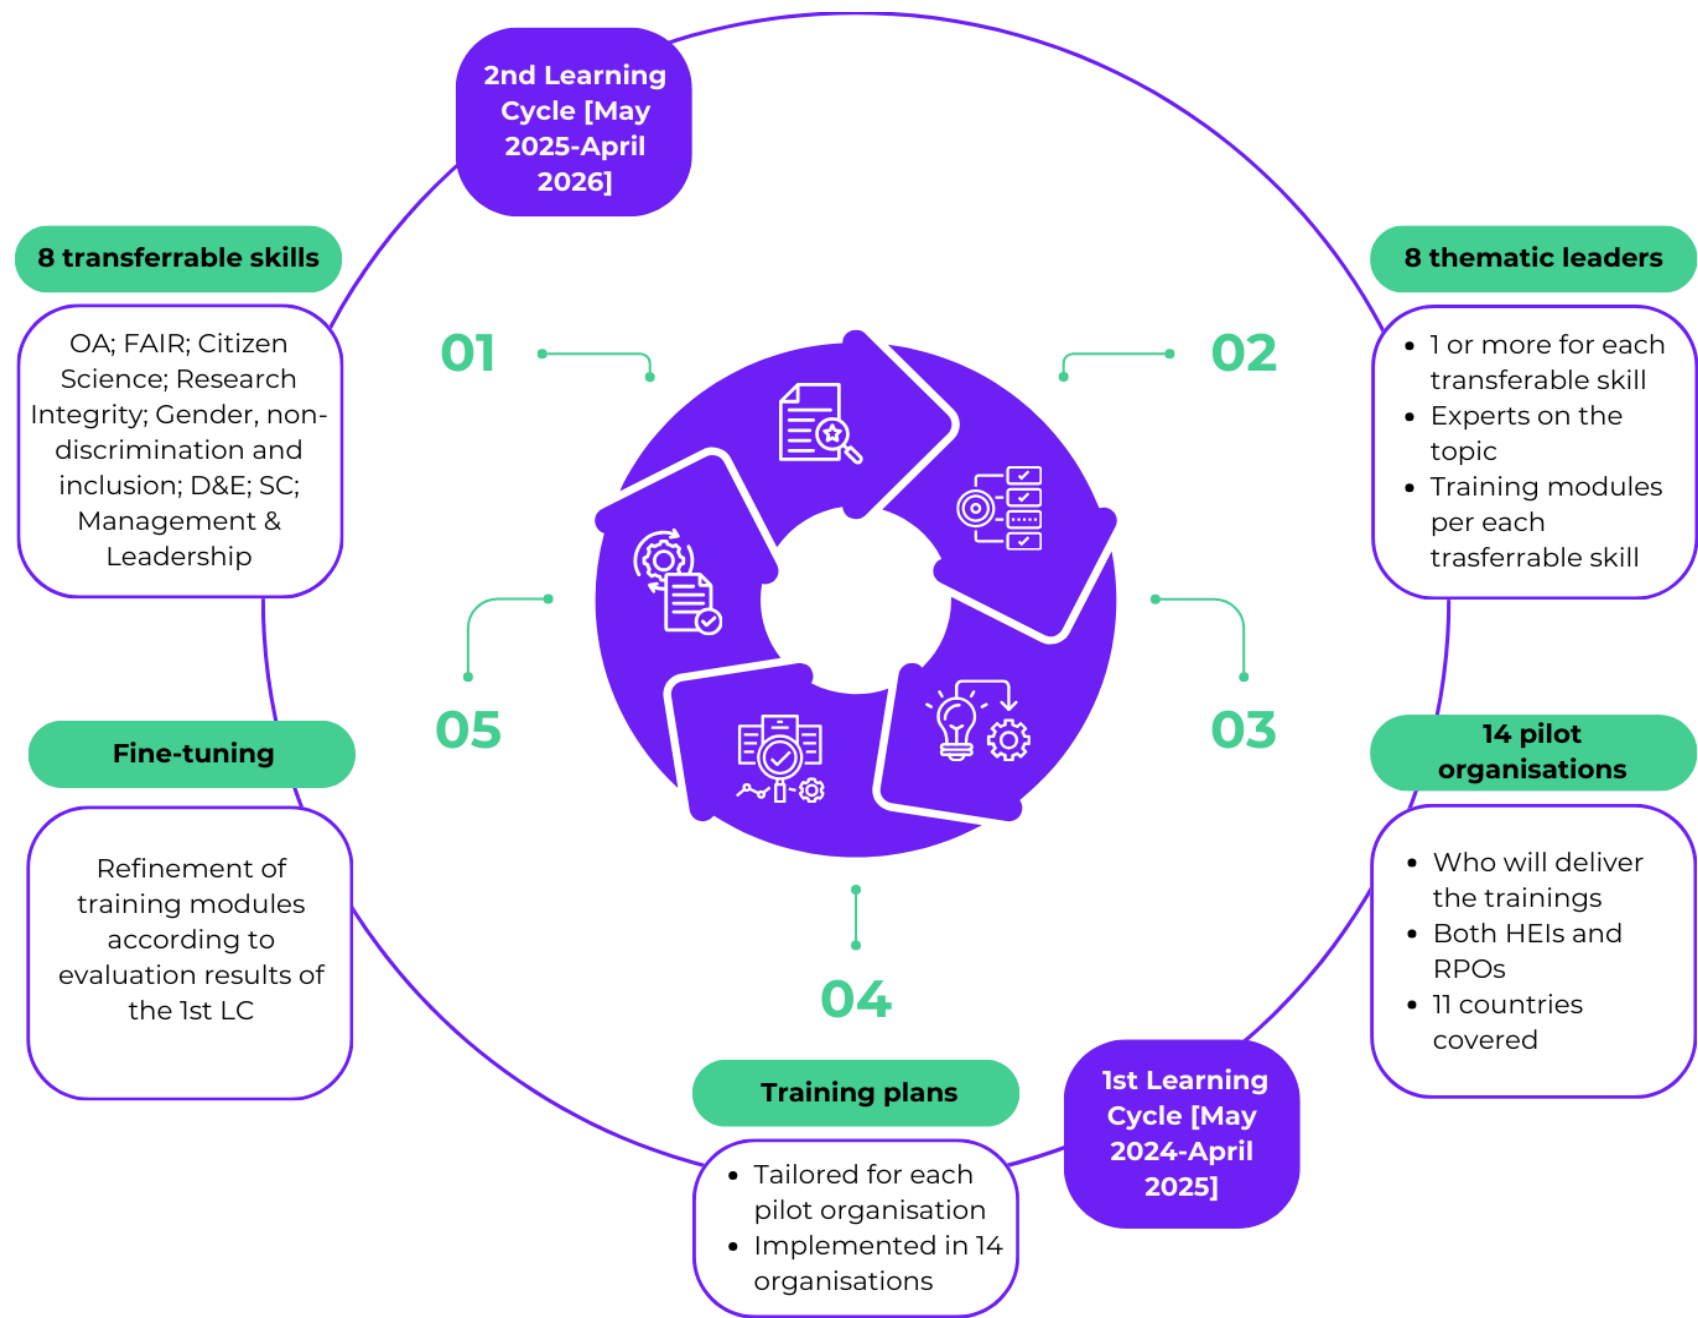 2nd Learning
Cycle [May
2025-April
2026]
8 transferrable skills
OA; FAIR; Citizen
Science; Research
Integrity; Gender, non-
discrimination and
inclusion; D&E; SC;
Management &
Leadership
01
02
8 thematic leaders
• 1 or more for each
transferable skill
• Experts on the
topic
• Training modules
per each
trasferrable skill
05
03
Fine-tuning
Refinement of
training modules
according to
evaluation results of
the 1st LC
14 pilot
organisations
• Who will deliver
the trainings
• Both HEIs and
RPOs
• 11 countries
covered
04
Training plans
• Tailored for each
pilot organisation
• Implemented in 14
organisations
1st Learning
Cycle [May
2024-April
2025]